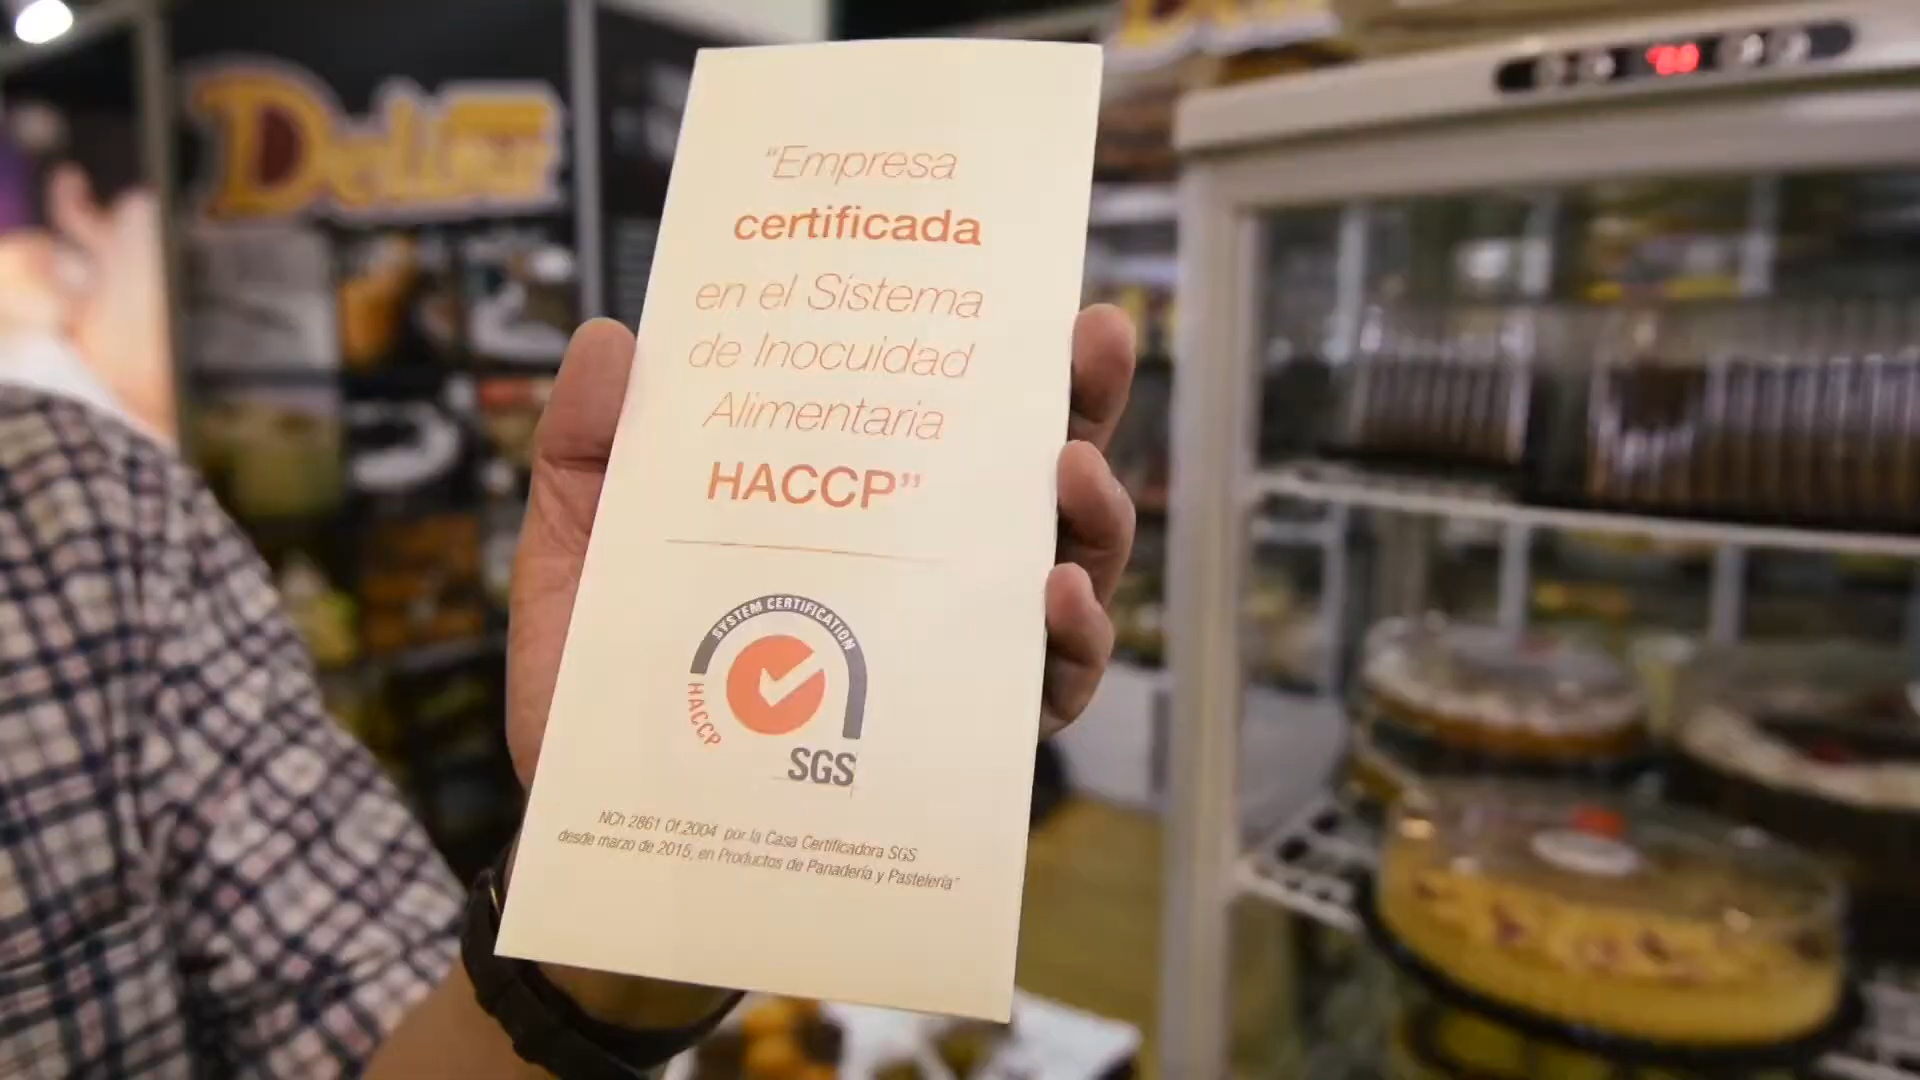 “Empresa
certificada
en el Sistema
de Inocuidad
Alimentaria
HACCP”
SYSTEM CERTIFICATION
HACCP
SGS
NCh 2861 Of.2004 por la Casa Certificadora SGS
desde marzo de 2015, en Productos de Panadería y Pastelería”